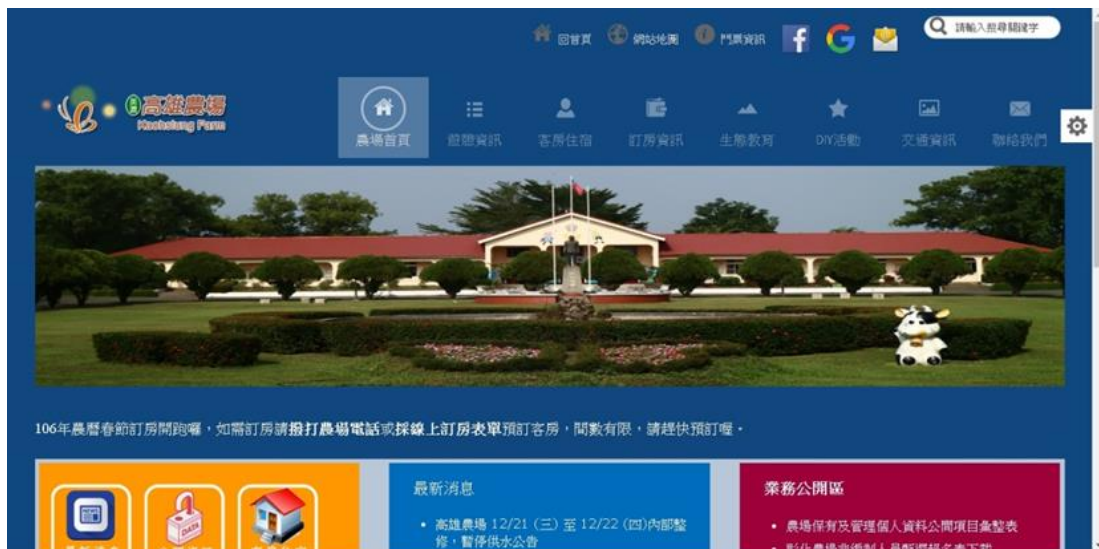 回首頁 網站地圖 門票資訊 請輸入搜尋關鍵字
高雄農場
Kaohsiung Farm
農場首頁 遊憩資訊 客房住宿 訂房資訊 生態教育 DIY活動 交通資訊 聯絡我們
106年農曆春節訂房開跑囉，如需訂房請撥打農場電話或採線上訂房表單預訂客房，間數有限，請趕快預訂喔。
NEWS
DATA
最新消息
業務公開區
• 高雄農場 12/21 (三) 至 12/22 (四)內部整
修，暫停供水公告
• 農場保有及管理個人資料公開項目彙整表